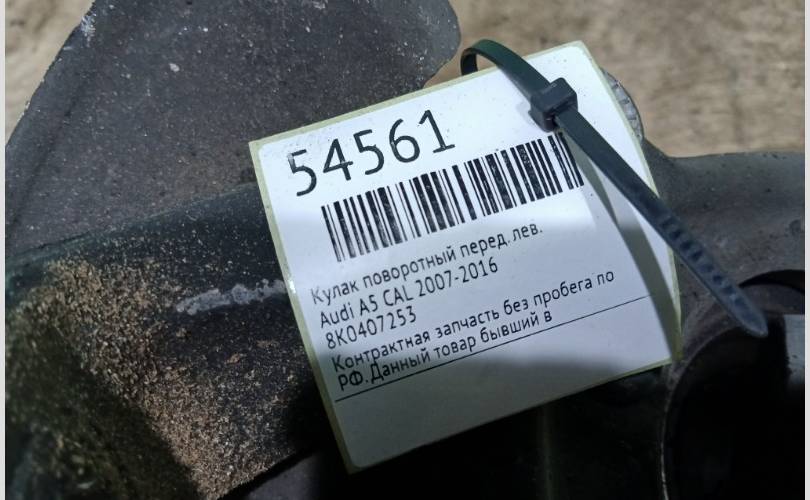 54561
Кулак поворотный перед. лев.
Audi A5 CAL 2007-2016
8K0407253
Контрактная запчасть без пробега по
РФ. Данный товар бывший в